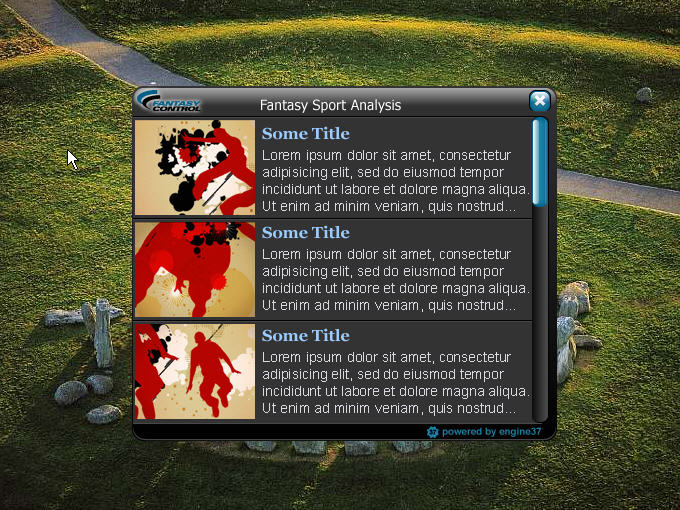 FANTASY
CONTROL
Fantasy Sport Analysis
Some Title
Lorem ipsum dolor sit amet, consectetur
adipisicing elit, sed do eiusmod tempor
incididunt ut labore et dolore magna aliqua.
Ut enim ad minim veniam, quis nostrud...
Some Title
Lorem ipsum dolor sit amet, consectetur
adipisicing elit, sed do eiusmod tempor
incididunt ut labore et dolore magna aliqua.
Ut enim ad minim veniam, quis nostrud...
Some Title
Lorem ipsum dolor sit amet, consectetur
adipisicing elit, sed do eiusmod tempor
incididunt ut labore et dolore magna aliqua.
Ut enim ad minim veniam, quis nostrud...
37 powered by engine37